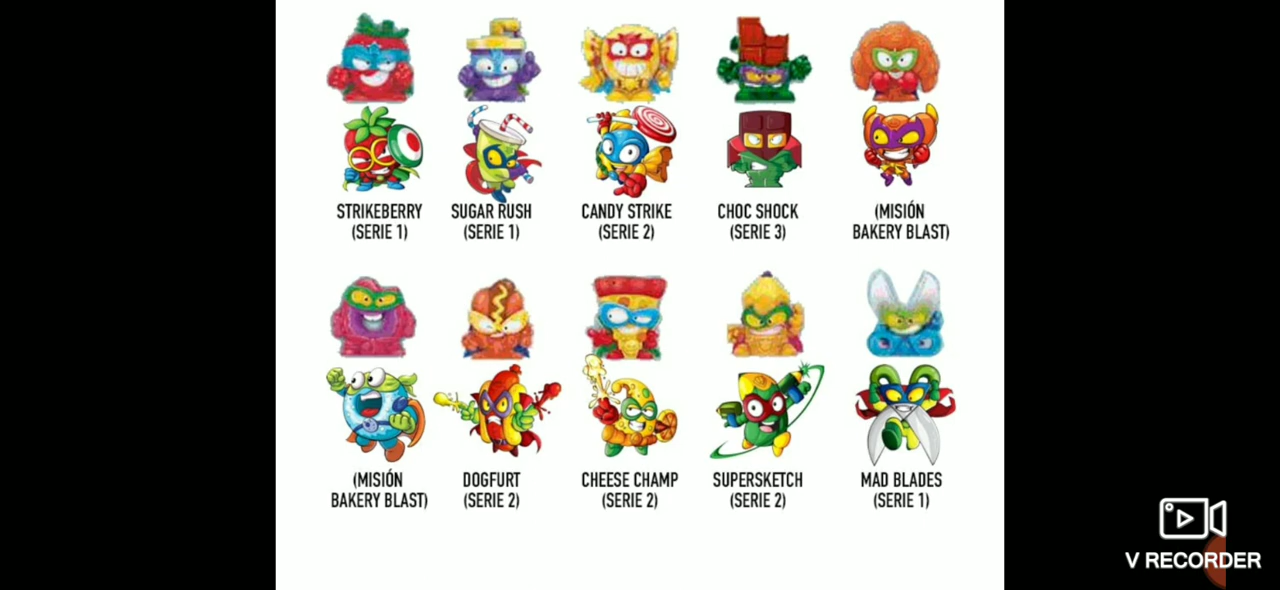 STRIKEBERRY
(SERIE 1)
SUGAR RUSH
(SERIE 1)
CANDY STRIKE
(SERIE 2)
CHOC SHOCK
(SERIE 3)
(MISIÓN
BAKERY BLAST)
(MISIÓN
BAKERY BLAST)
DOGFURT
(SERIE 2)
CHEESE CHAMP
(SERIE 2)
SUPERSKETCH
(SERIE 2)
MAD BLADES
(SERIE 1)
V RECORDER